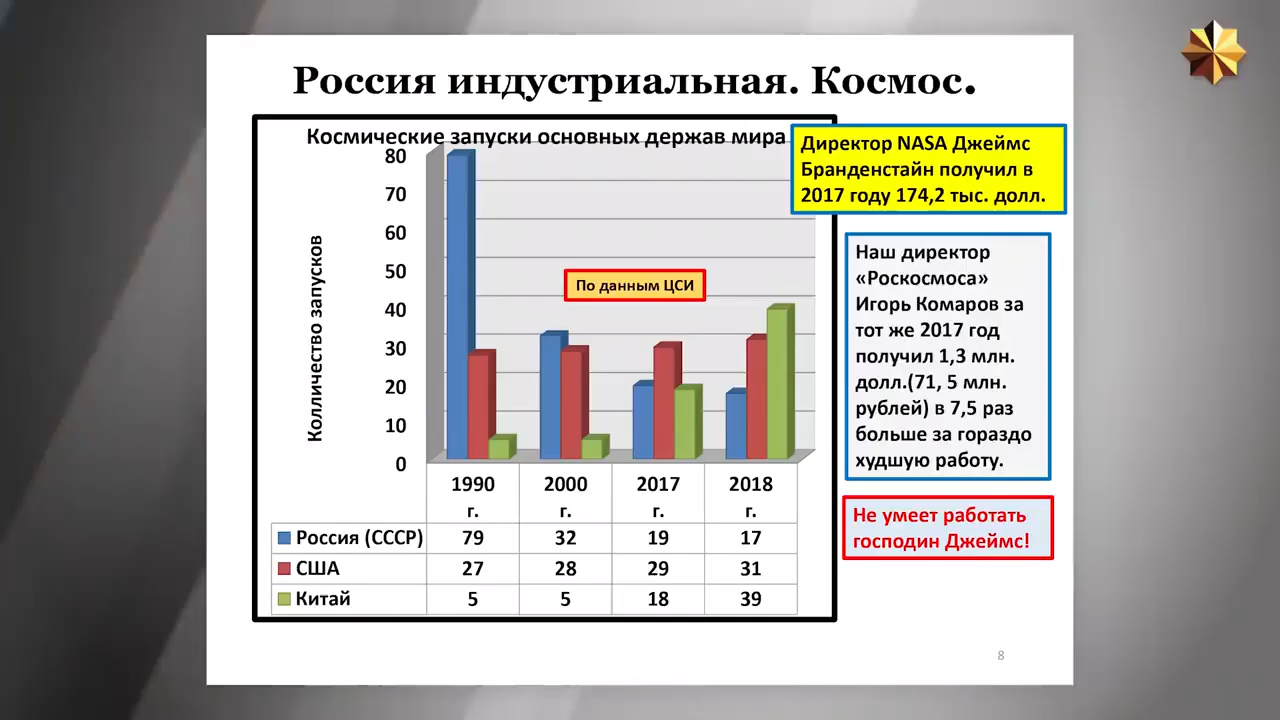 Россия индустриальная. Космос.
Космические запуски основных держав мира
Колличество запусков
80
70
60
50
40
30
20
10
0
По данным ЦСИ
1990 г.
2000 г.
2017 г.
2018 г.
Россия (СССР) 79 32 19 17
США 27 28 29 31
Китай 5 5 18 39
Директор NASA Джеймс
Бранденстайн получил в
2017 году 174,2 тыс. долл.
Наш директор
«Роскосмоса»
Игорь Комаров за
тот же 2017 год
получил 1,3 млн.
долл.(71, 5 млн.
рублей) в 7,5 раз
больше за гораздо
худшую работу.
Не умеет работать
господин Джеймс!
8